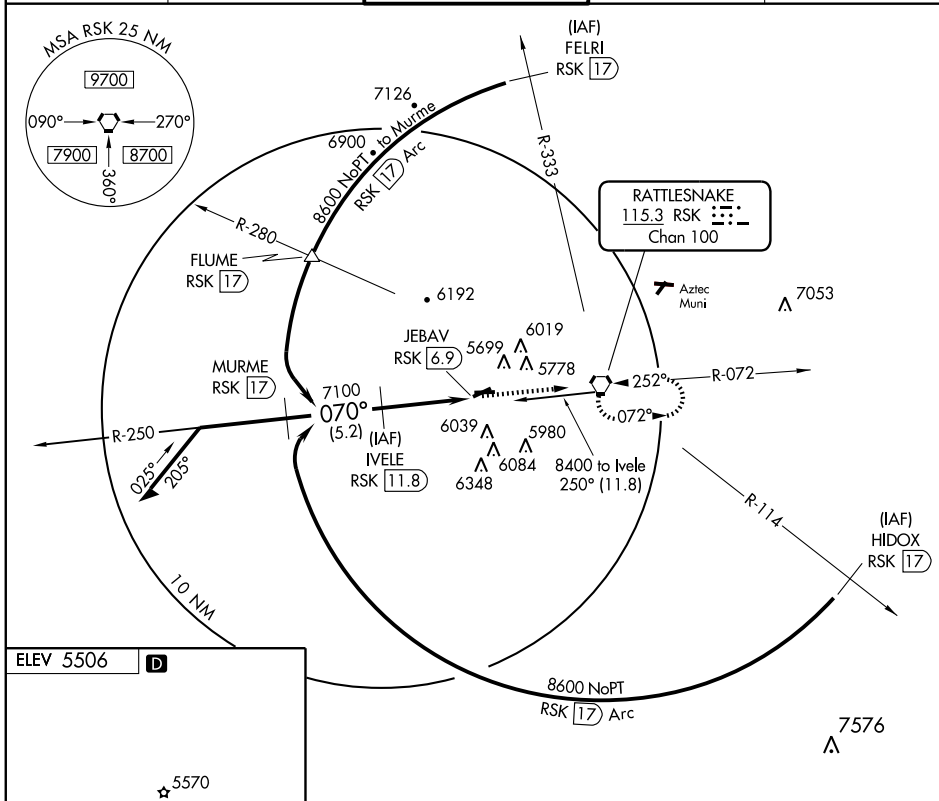 MSA RSK 25 NM
9700
090°
270°
7900
8700
360°
(IAF)
FELRI
RSK 17
7126
6900
8600 NoPT to Murme
RSK 17 Arc
R-333
R-280
FLUME
RSK 17
6192
RATTLESNAKE
115.3 RSK
Chan 100
Aztec
Muni
7053
JEBAV
RSK 6.9
5699
6019
5778
MURME
RSK 17
7100
070°
(5.2)
252°
R-072
072°
R-250
(IAF)
IVELE
RSK 11.8
6039
5980
6084
6348
8400 to Ivele
250° (11.8)
025°
205°
R-114
(IAF)
HIDOX
RSK 17
10 NM
ELEV 5506 D
8600 NoPT
RSK 17 Arc
7576
5570